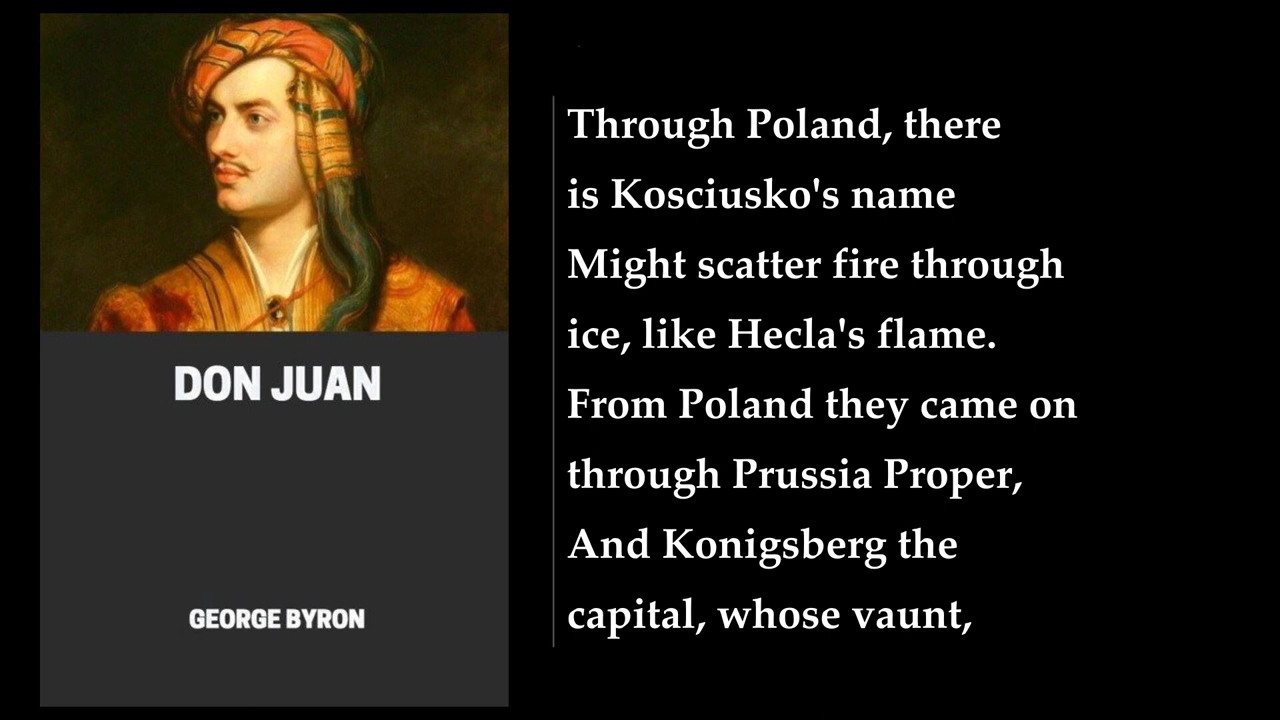 DON JUAN
GEORGE BYRON
Through Poland, there
is Kosciusko's name
Might scatter fire through
ice, like Hecla's flame.
From Poland they came on
through Prussia Proper,
And Konigsberg the
capital, whose vaunt,